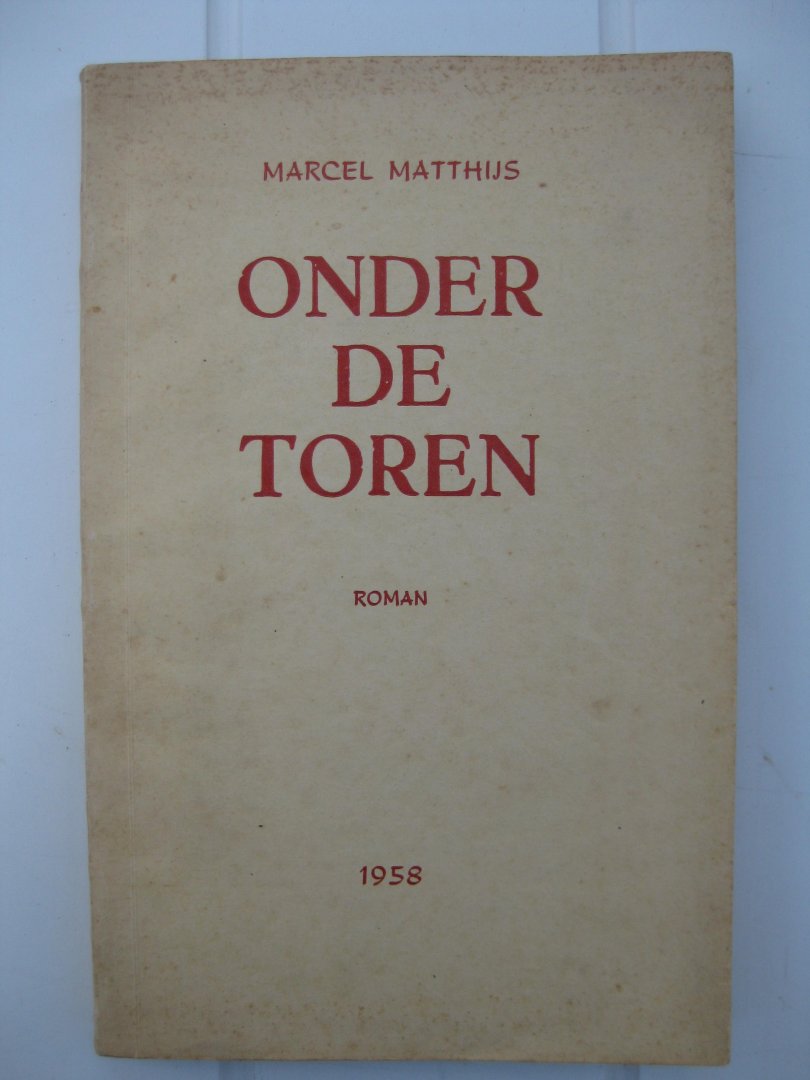 MARCEL MATTHIJS
ONDER
DE
TOREN
ROMAN
1958